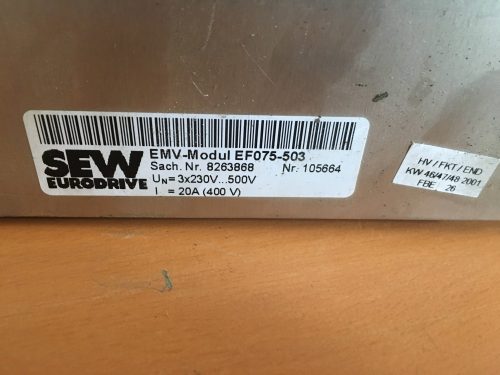 SEW
EURODRIVE
EMV-Modul EF075-503
Sach. Nr. 8263868 Nr: 105664
UN= 3x230V...500V
I = 20A (400 V)
HV / FKT / END
KW 46/47/48 2001
FBE 26